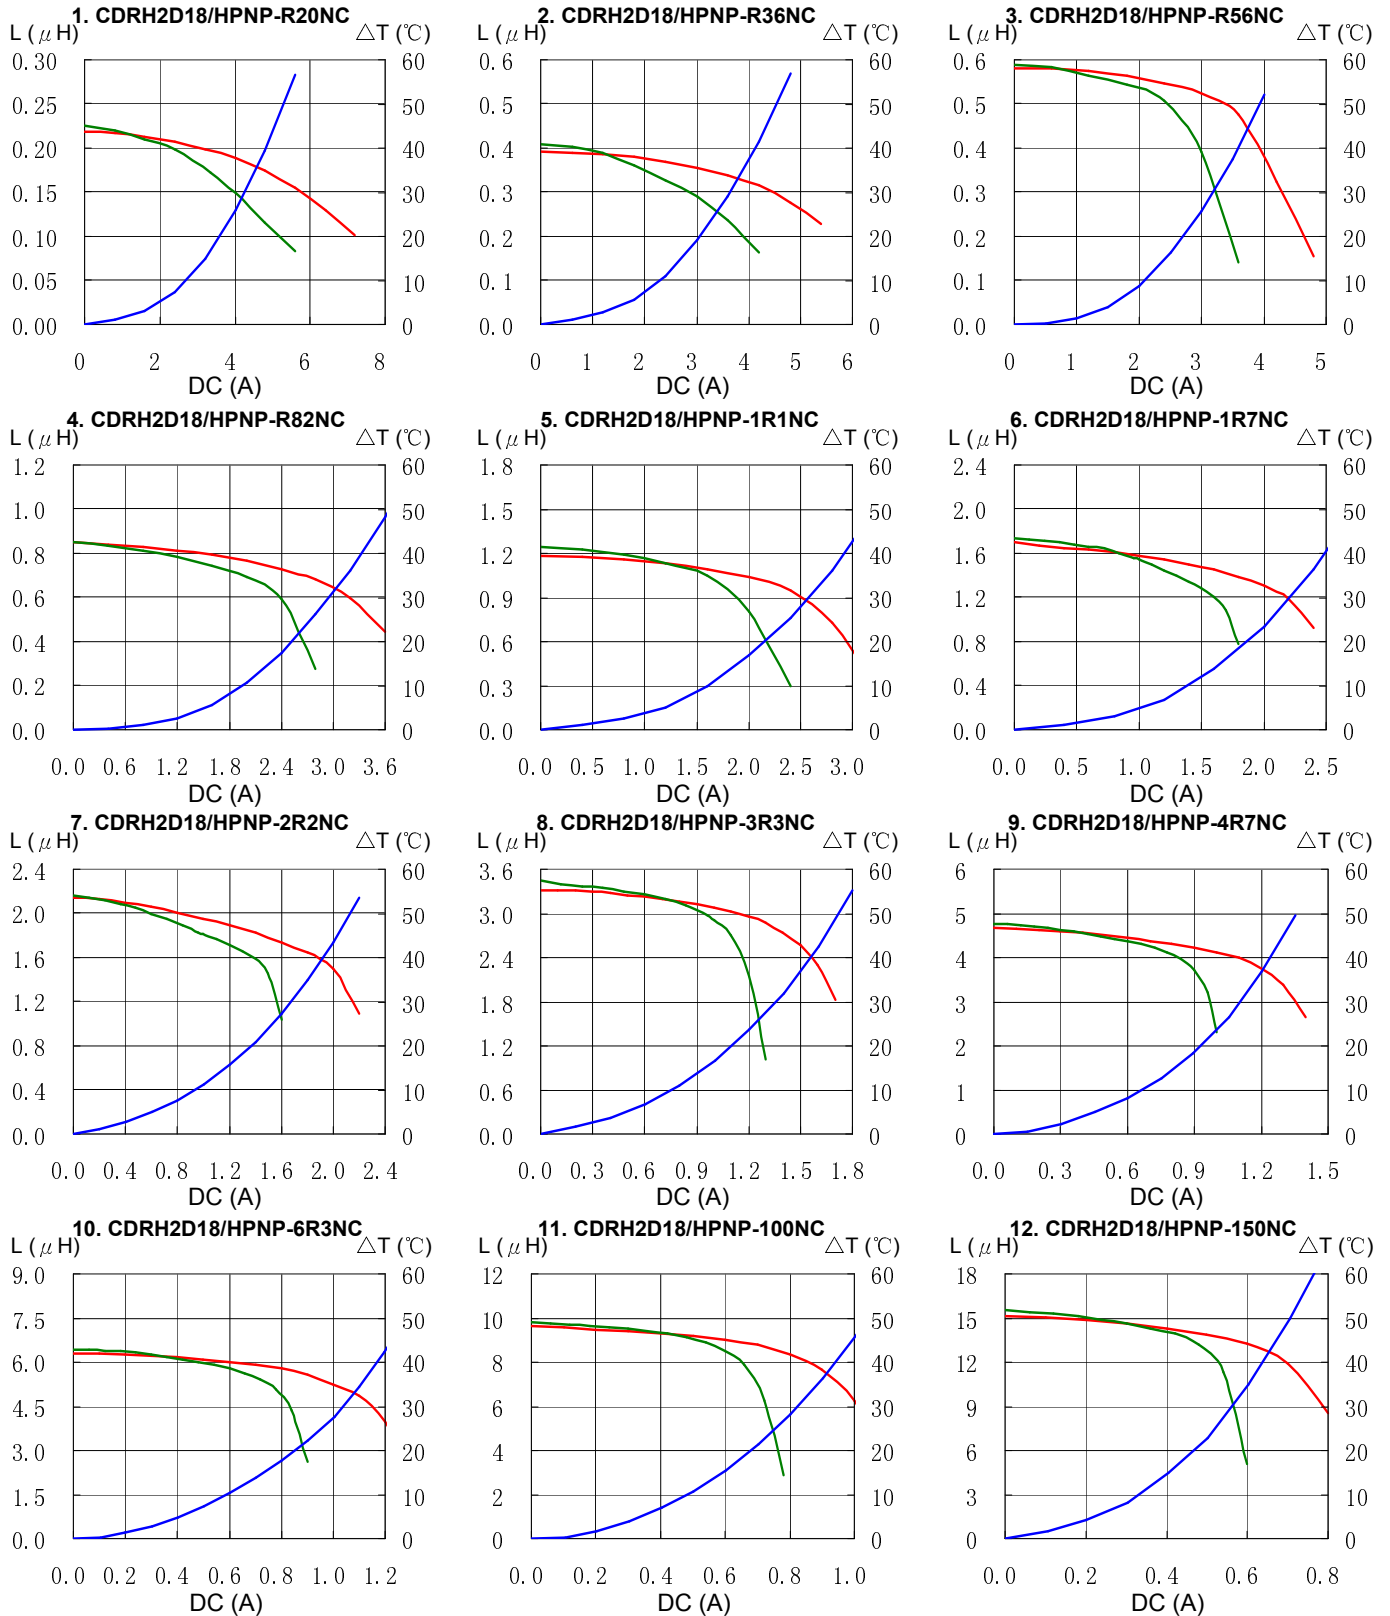 1. CDRH2D18/HPNP-R20NC
L (μH) △T (℃)
0.30 60
0.25 50
0.20 40
0.15 30
0.10 20
0.05 10
0.00 0
0 2 4 6 8
DC (A)
2. CDRH2D18/HPNP-R36NC
L (μH) △T (℃)
0.6 60
0.5 50
0.4 40
0.3 30
0.2 20
0.1 10
0.0 0
0 1 2 3 4 5 6
DC (A)
3. CDRH2D18/HPNP-R56NC
L (μH) △T (℃)
0.6 60
0.5 50
0.4 40
0.3 30
0.2 20
0.1 10
0.0 0
0 1 2 3 4 5
DC (A)
4. CDRH2D18/HPNP-R82NC
L (μH) △T (℃)
1.2 60
1.0 50
0.8 40
0.6 30
0.4 20
0.2 10
0.0 0
0.0 0.6 1.2 1.8 2.4 3.0 3.6
DC (A)
5. CDRH2D18/HPNP-1R1NC
L (μH) △T (℃)
1.8 60
1.5 50
1.2 40
0.9 30
0.6 20
0.3 10
0.0 0
0.0 0.5 1.0 1.5 2.0 2.5 3.0
DC (A)
6. CDRH2D18/HPNP-1R7NC
L (μH) △T (℃)
2.4 60
2.0 50
1.6 40
1.2 30
0.8 20
0.4 10
0.0 0
0.0 0.5 1.0 1.5 2.0 2.5
DC (A)
7. CDRH2D18/HPNP-2R2NC
L (μH) △T (℃)
2.4 60
2.0 50
1.6 40
1.2 30
0.8 20
0.4 10
0.0 0
0.0 0.4 0.8 1.2 1.6 2.0 2.4
DC (A)
8. CDRH2D18/HPNP-3R3NC
L (μH) △T (℃)
3.6 60
3.0 50
2.4 40
1.8 30
1.2 20
0.6 10
0.0 0
0.0 0.3 0.6 0.9 1.2 1.5 1.8
DC (A)
9. CDRH2D18/HPNP-4R7NC
L (μH) △T (℃)
6 60
5 50
4 40
3 30
2 20
1 10
0 0
0.0 0.3 0.6 0.9 1.2 1.5
DC (A)
10. CDRH2D18/HPNP-6R3NC
L (μH) △T (℃)
9.0 60
7.5 50
6.0 40
4.5 30
3.0 20
1.5 10
0.0 0
0.0 0.2 0.4 0.6 0.8 1.0 1.2
DC (A)
11. CDRH2D18/HPNP-100NC
L (μH) △T (℃)
12 60
10 50
8 40
6 30
4 20
2 10
0 0
0.0 0.2 0.4 0.6 0.8 1.0
DC (A)
12. CDRH2D18/HPNP-150NC
L (μH) △T (℃)
18 60
15 50
12 40
9 30
6 20
3 10
0 0
0.0 0.2 0.4 0.6 0.8
DC (A)